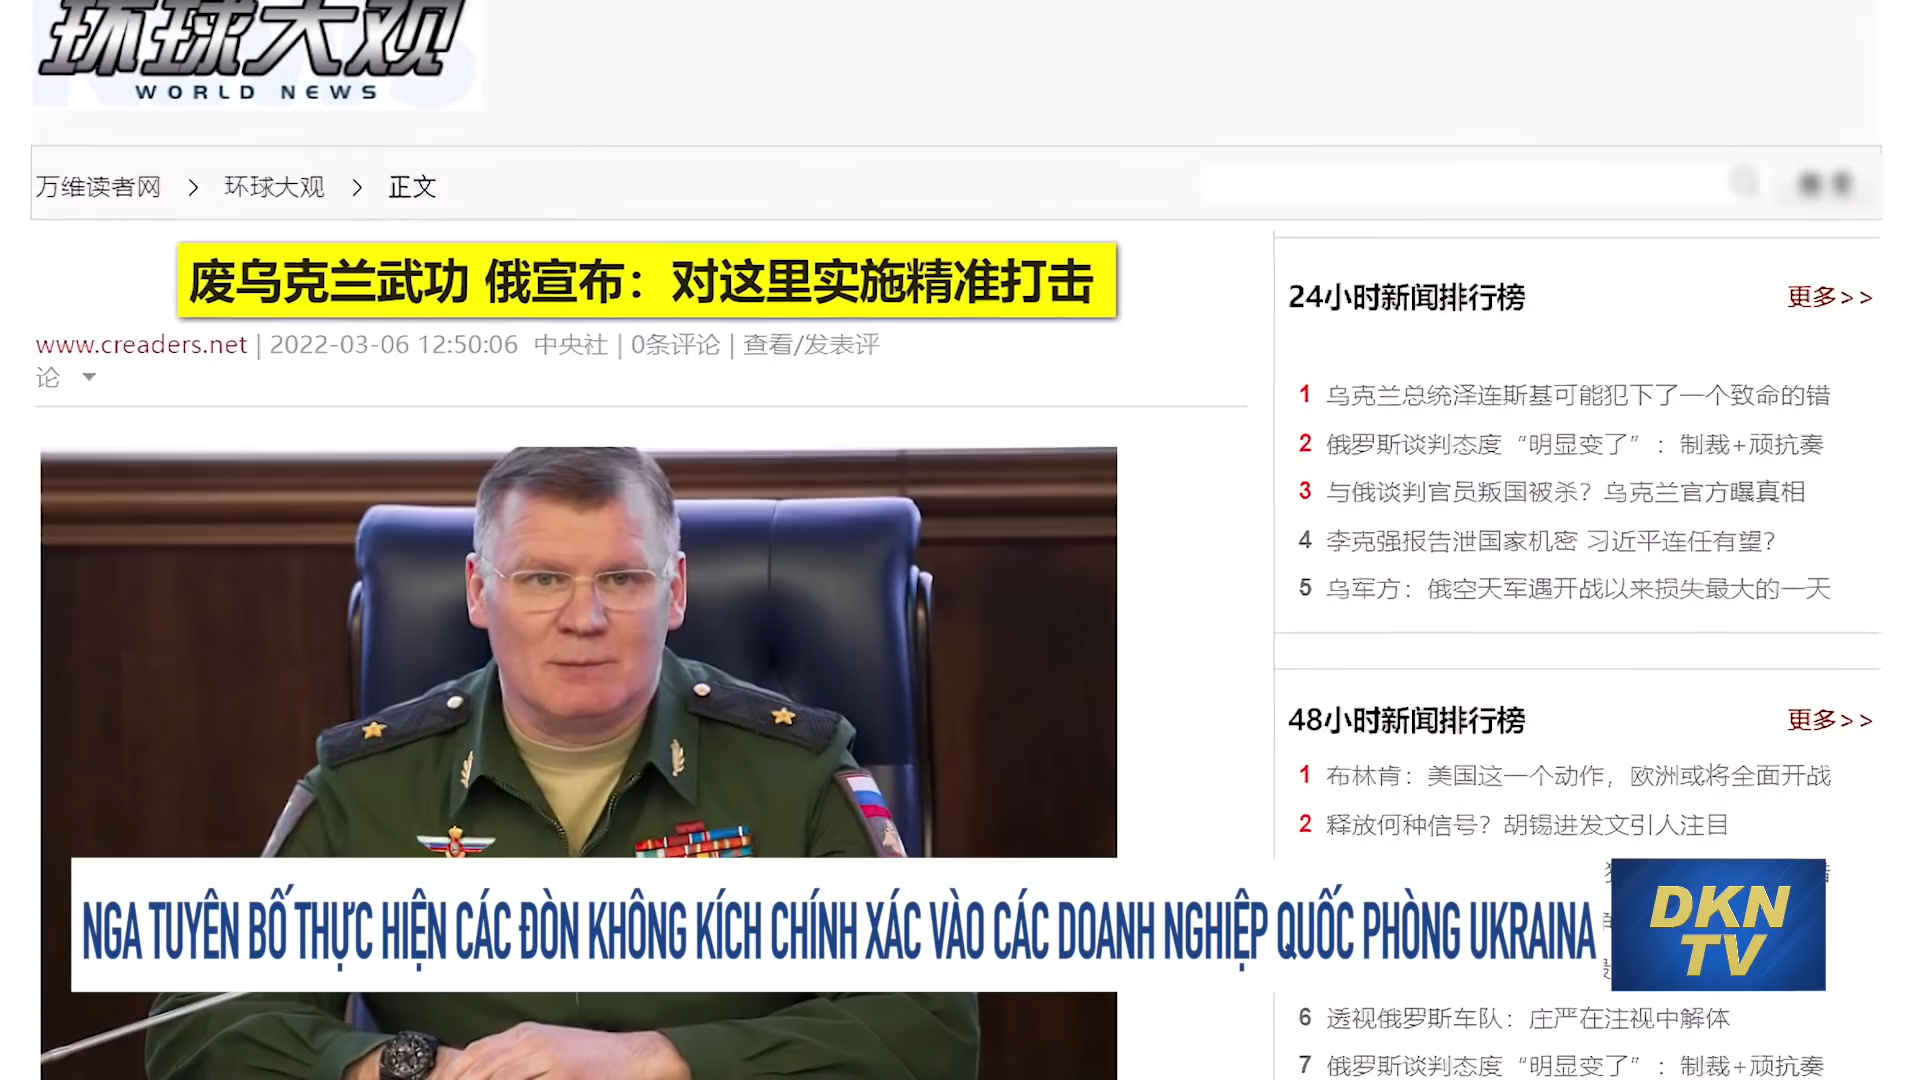 环球大观
WORLD NEWS
万维读者网 > 环球大观 > 正文
废乌克兰武功 俄宣布：对这里实施精准打击
www.creaders.net | 2022-03-06 12:50:06 中央社 | 0条评论 | 查看/发表评
论
24小时新闻排行榜 更多>>
1 乌克兰总统泽连斯基可能犯下了一个致命的错
2 俄罗斯谈判态度“明显变了”：制裁+顽抗奏
3 与俄谈判官员叛国被杀？乌克兰官方曝真相
4 李克强报告泄国家机密 习近平连任有望？
5 乌军方：俄空天军遇开战以来损失最大的一天
48小时新闻排行榜 更多>>
1 布林肯：美国这一个动作，欧洲或将全面开战
2 释放何种信号？胡锡进发文引人注目
NGA TUYÊN BỐ THỰC HIỆN CÁC ĐÒN KHÔNG KÍCH CHÍNH XÁC VÀO CÁC DOANH NGHIỆP QUỐC PHÒNG UKRAINA
DKN
TV
6 透视俄罗斯车队：庄严在注视中解体
7 俄罗斯谈判态度“明显变了”：制裁+顽抗奏